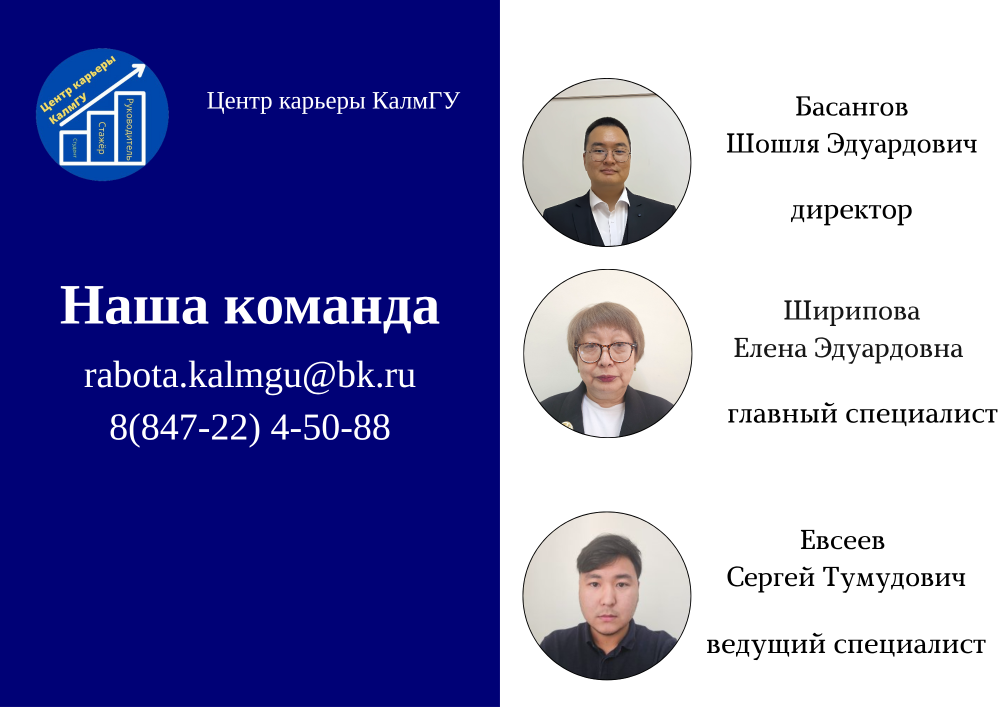 Центр карьеры
КалмГУ
Студент
Стажёр
Руководитель
Центр карьеры КалмГУ
Наша команда
rabota.kalmgu@bk.ru
8(847-22) 4-50-88
Басангов
Шошля Эдуардович
директор
Ширипова
Елена Эдуардовна
главный специалист
Евсеев
Сергей Тумудович
ведущий специалист